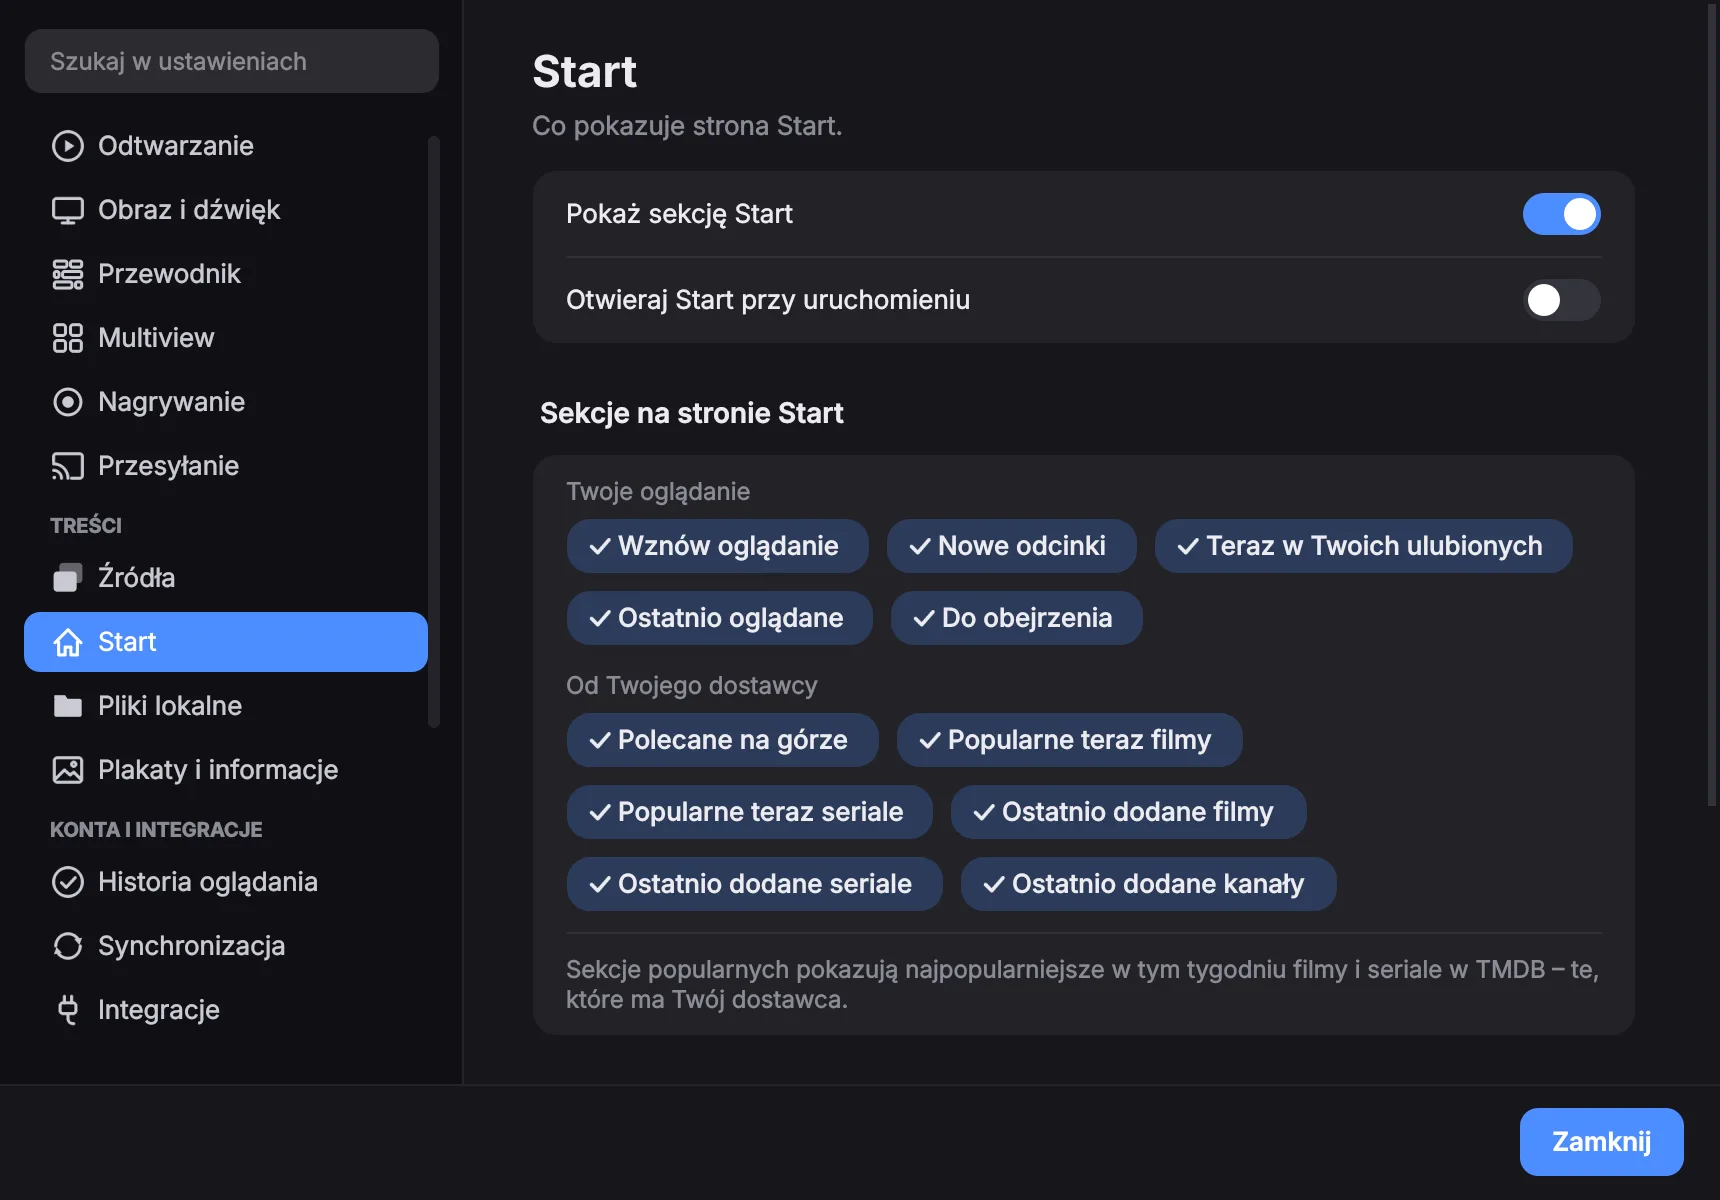 Szukaj w ustawieniach
Odtwarzanie
Obraz i dźwięk
Przewodnik
Multiview
Nagrywanie
Przesyłanie
TREŚCI
Źródła
Start
Pliki lokalne
Plakaty i informacje
KONTA I INTEGRACJE
Historia oglądania
Synchronizacja
Integracje
Start
Co pokazuje strona Start.
Pokaż sekcję Start
Otwieraj Start przy uruchomieniu
Sekcje na stronie Start
Twoje oglądanie
Wznów oglądanie
Nowe odcinki
Teraz w Twoich ulubionych
Ostatnio oglądane
Do obejrzenia
Od Twojego dostawcy
Polecane na górze
Popularne teraz filmy
Popularne teraz seriale
Ostatnio dodane filmy
Ostatnio dodane seriale
Ostatnio dodane kanały
Sekcje popularnych pokazują najpopularniejsze w tym tygodniu filmy i seriale w TMDB – te,
które ma Twój dostawca.
Zamknij